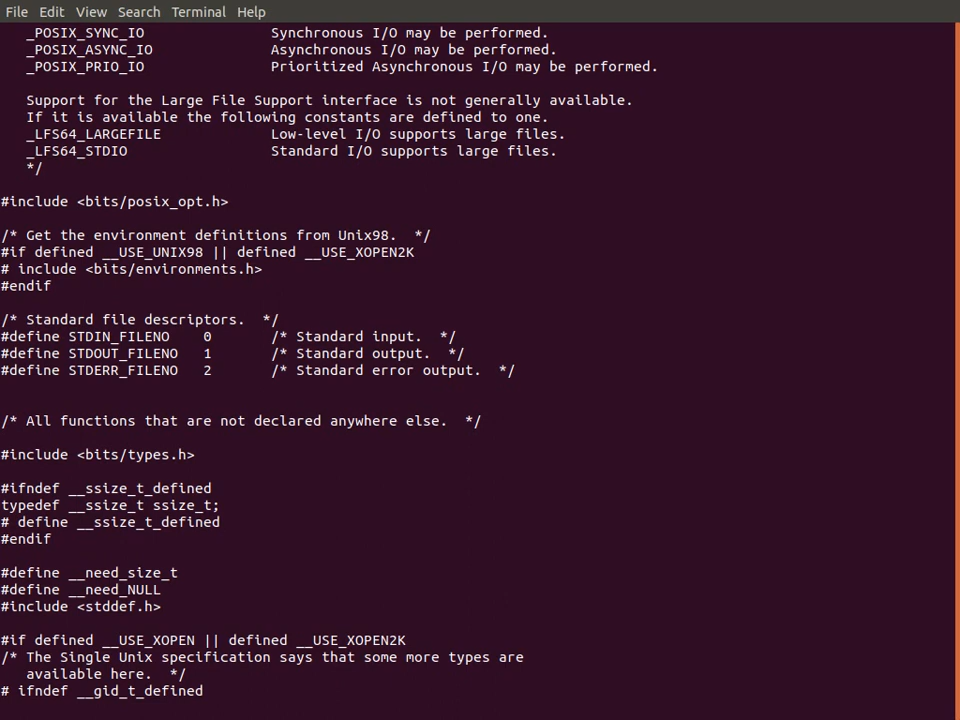 File Edit View Search Terminal Help
_POSIX_SYNC_IO Synchronous I/O may be performed.
_POSIX_ASYNC_IO Asynchronous I/O may be performed.
_POSIX_PRIO_IO Prioritized Asynchronous I/O may be performed.
Support for the Large File Support interface is not generally available.
If it is available the following constants are defined to one.
_LFS64_LARGEFILE Low-level I/O supports large files.
_LFS64_STDIO Standard I/O supports large files.
*/
#include <bits/posix_opt.h>
/* Get the environment definitions from Unix98.  */
#if defined __USE_UNIX98 || defined __USE_XOPEN2K
# include <bits/environments.h>
#endif
/* Standard file descriptors.  */
#define STDIN_FILENO 0 /* Standard input.  */
#define STDOUT_FILENO 1 /* Standard output.  */
#define STDERR_FILENO 2 /* Standard error output.  */
/* All functions that are not declared anywhere else.  */
#include <bits/types.h>
#ifndef __ssize_t_defined
typedef __ssize_t ssize_t;
# define __ssize_t_defined
#endif
#define __need_size_t
#define __need_NULL
#include <stddef.h>
#if defined __USE_XOPEN || defined __USE_XOPEN2K
/* The Single Unix specification says that some more types are
available here.  */
# ifndef __gid_t_defined